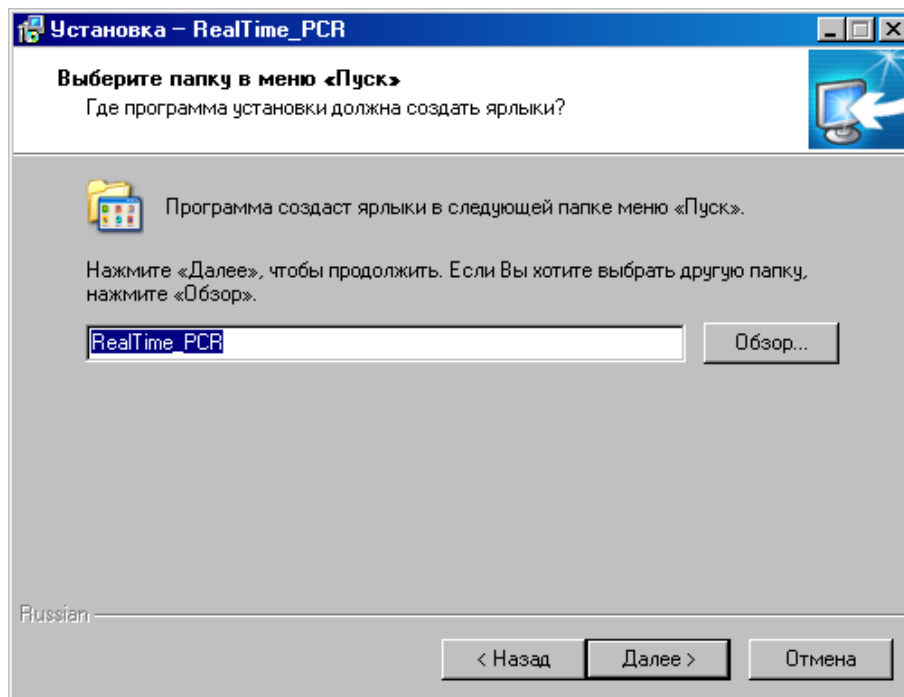 Установка – RealTime_PCR
Выберите папку в меню «Пуск»
Где программа установки должна создать ярлыки?
Программа создаст ярлыки в следующей папке меню «Пуск».
Нажмите «Далее», чтобы продолжить. Если Вы хотите выбрать другую папку,
нажмите «Обзор».
RealTime_PCR
Обзор...
Russian
< Назад
Далее >
Отмена